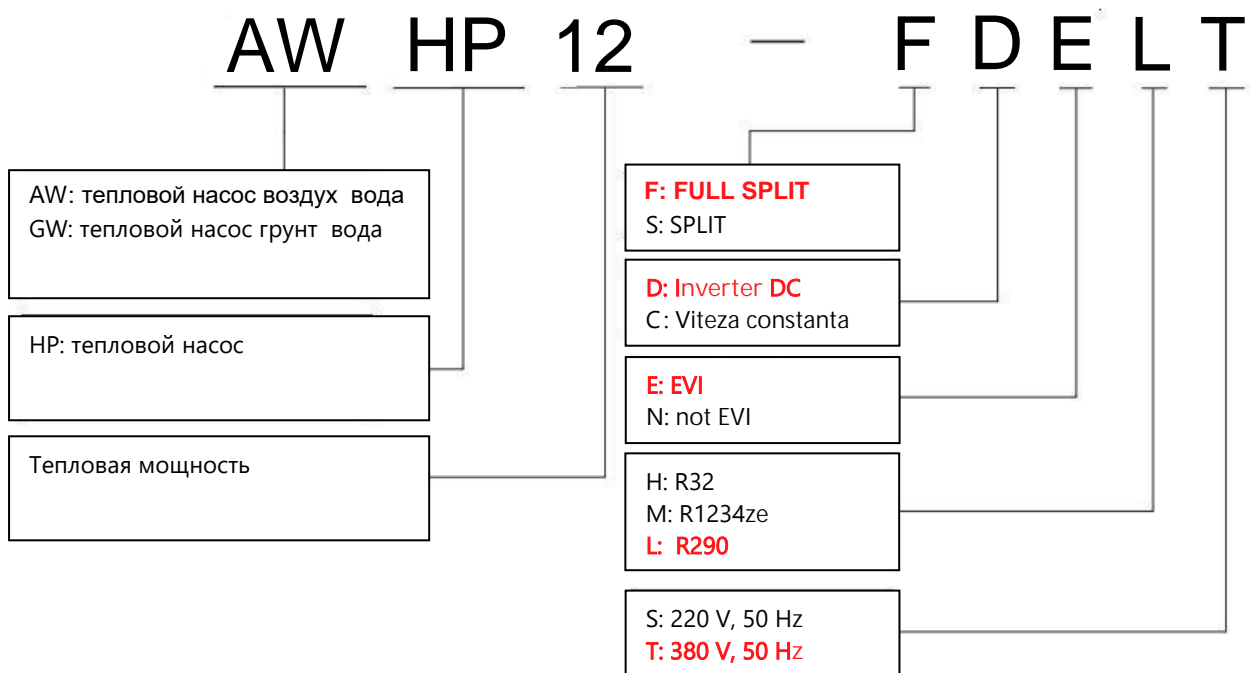 AW HP 12 — F D E L T
AW: тепловой насос воздух вода
GW: тепловой насос грунт вода
HP: тепловой насос
Тепловая мощность
F: FULL SPLIT
S: SPLIT
D: Inverter DC
C: Viteza constanta
E: EVI
N: not EVI
H: R32
M: R1234ze
L: R290
S: 220 V, 50 Hz
T: 380 V, 50 Hz